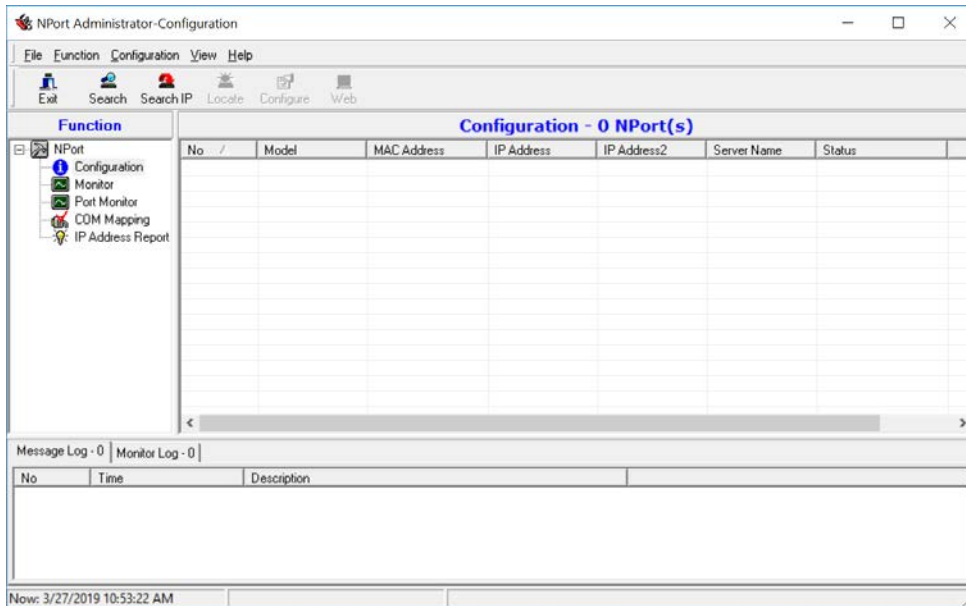 NPort Administrator-Configuration
File Function Configuration View Help
Exit Search Search IP Locate Configure Web
Function
Configuration - 0 NPort(s)
NPort
Configuration
Monitor
Port Monitor
COM Mapping
IP Address Report
No Model MAC Address IP Address IP Address2 Server Name Status
Message Log - 0 Monitor Log - 0
No Time Description
Now: 3/27/2019 10:53:22 AM